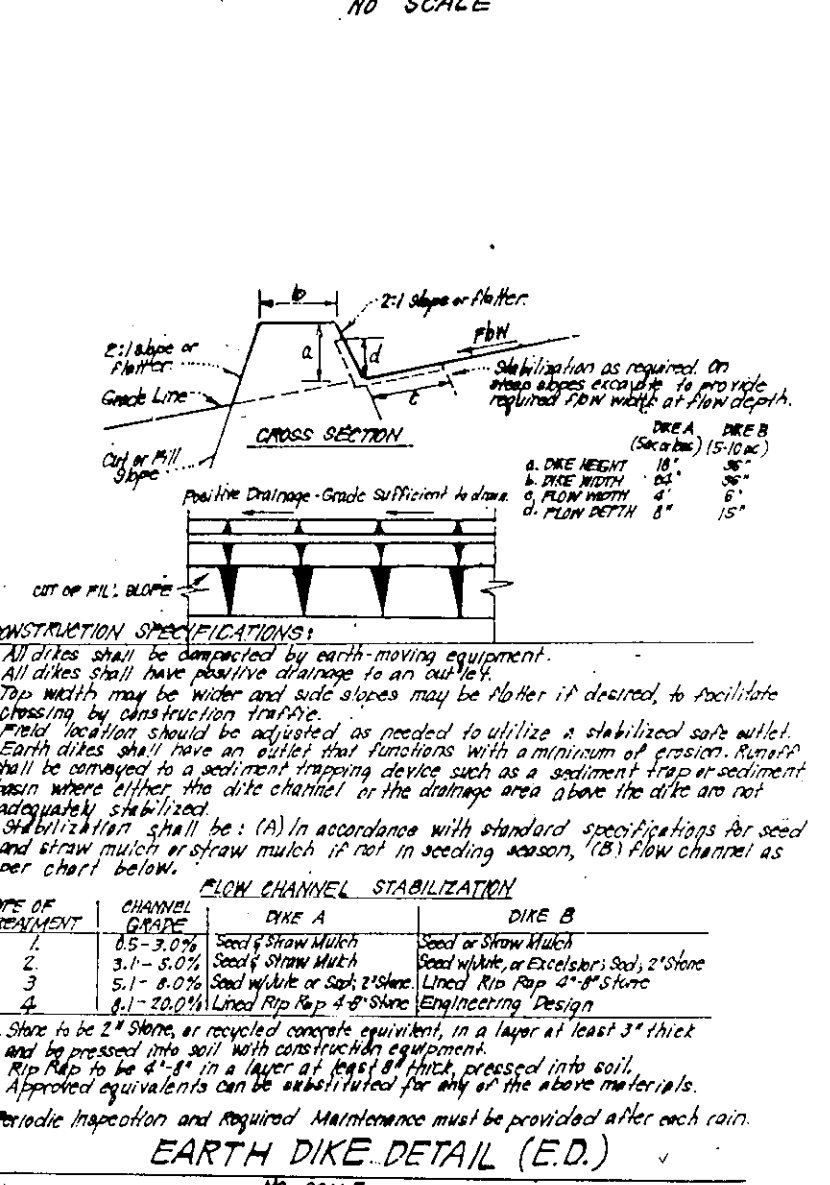 NO SCALE
b
2:1 slope or flatter.
Flow
2:1 slope or
flatter.
a
d
Stabilization as required. On
steep slopes excavate to provide
required flow width at flow depth.
Grade Line
CROSS SECTION
Cut or Fill
Slope
DIKE A DIKE B
(5ac or less) (5-10 ac)
a. DIKE HEIGHT 18" 36"
b. DIKE WIDTH 24" 36"
c. FLOW WIDTH 4' 6'
d. FLOW DEPTH 8" 15"
Positive Drainage - Grade Sufficient to drain.
CUT OF FILL SLOPE
ONSTRUCTION SPECIFICATIONS:
All dikes shall be compacted by earth-moving equipment.
All dikes shall have positive drainage to an outlet.
Top width may be wider and side slopes may be flatter if desired, to facilitate
crossing by construction traffic.
Field location should be adjusted as needed to utilize a stabilized safe outlet.
Earth dikes shall have an outlet that functions with a minimum of erosion. Runoff
hall be conveyed to a sediment trapping device such as a sediment trap or sediment
asin where either the dike channel or the drainage area above the dike are not
adequately stabilized.
Stabilization shall be: (A) In accordance with standard specifications for seed
and straw mulch or straw mulch if not in seeding season, (B) flow channel as
per chart below.
FLOW CHANNEL STABILIZATION
YPE OF CHANNEL DIKE A DIKE B
REATMENT GRADE
1. 0.5-3.0% Seed & Straw Mulch Seed or Straw Mulch
2. 3.1-5.0% Seed & Straw Mulch Seed w/Jute, or Excelsior; Sod; 2" Stone
3 5.1-8.0% Seed w/Jute or Sod; 2" Stone. Lined Rip Rap 4"-8" Stone
4 8.1-20.0% Lined Rip Rap 4-8" Stone Engineering Design
. Stone to be 2" Stone, or recycled concrete equivilent, in a layer at least 3" thick
and be pressed into soil with construction equipment.
Rip Rap to be 4"-8" in a layer at least 8" thick, pressed into soil.
Approved equivalents can be substituted for any of the above materials.
Periodic Inspection and Required Maintenance must be provided after each rain.
EARTH DIKE DETAIL (E.D.)